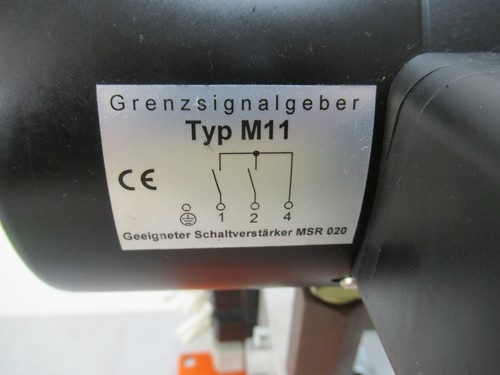 Grenzsignalgeber
Typ M11
CE
1 2 4
Geeigneter Schaltverstärker MSR 020